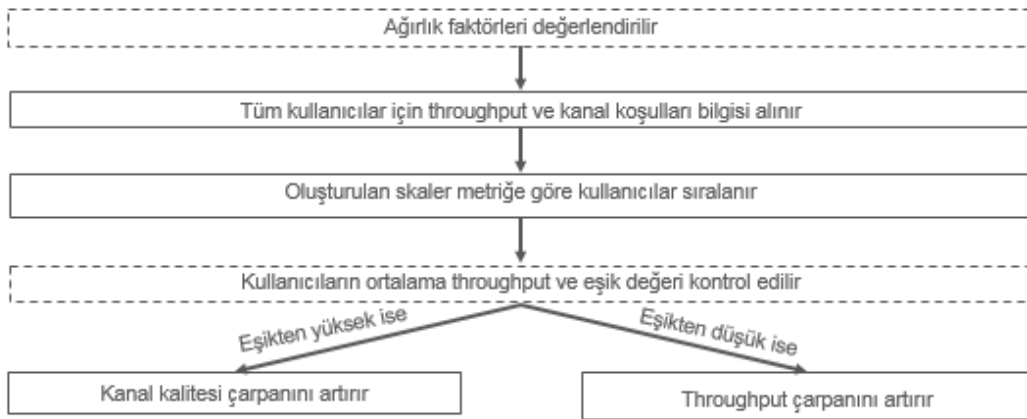 Ağırlık faktörleri değerlendirilir
Tüm kullanıcılar için throughput ve kanal koşulları bilgisi alınır
Oluşturulan skaler metriğe göre kullanıcılar sıralanır
Kullanıcıların ortalama throughput ve eşik değeri kontrol edilir
Eşikten yüksek ise
Eşikten düşük ise
Kanal kalitesi çarpanını artırır
Throughput çarpanını artırır